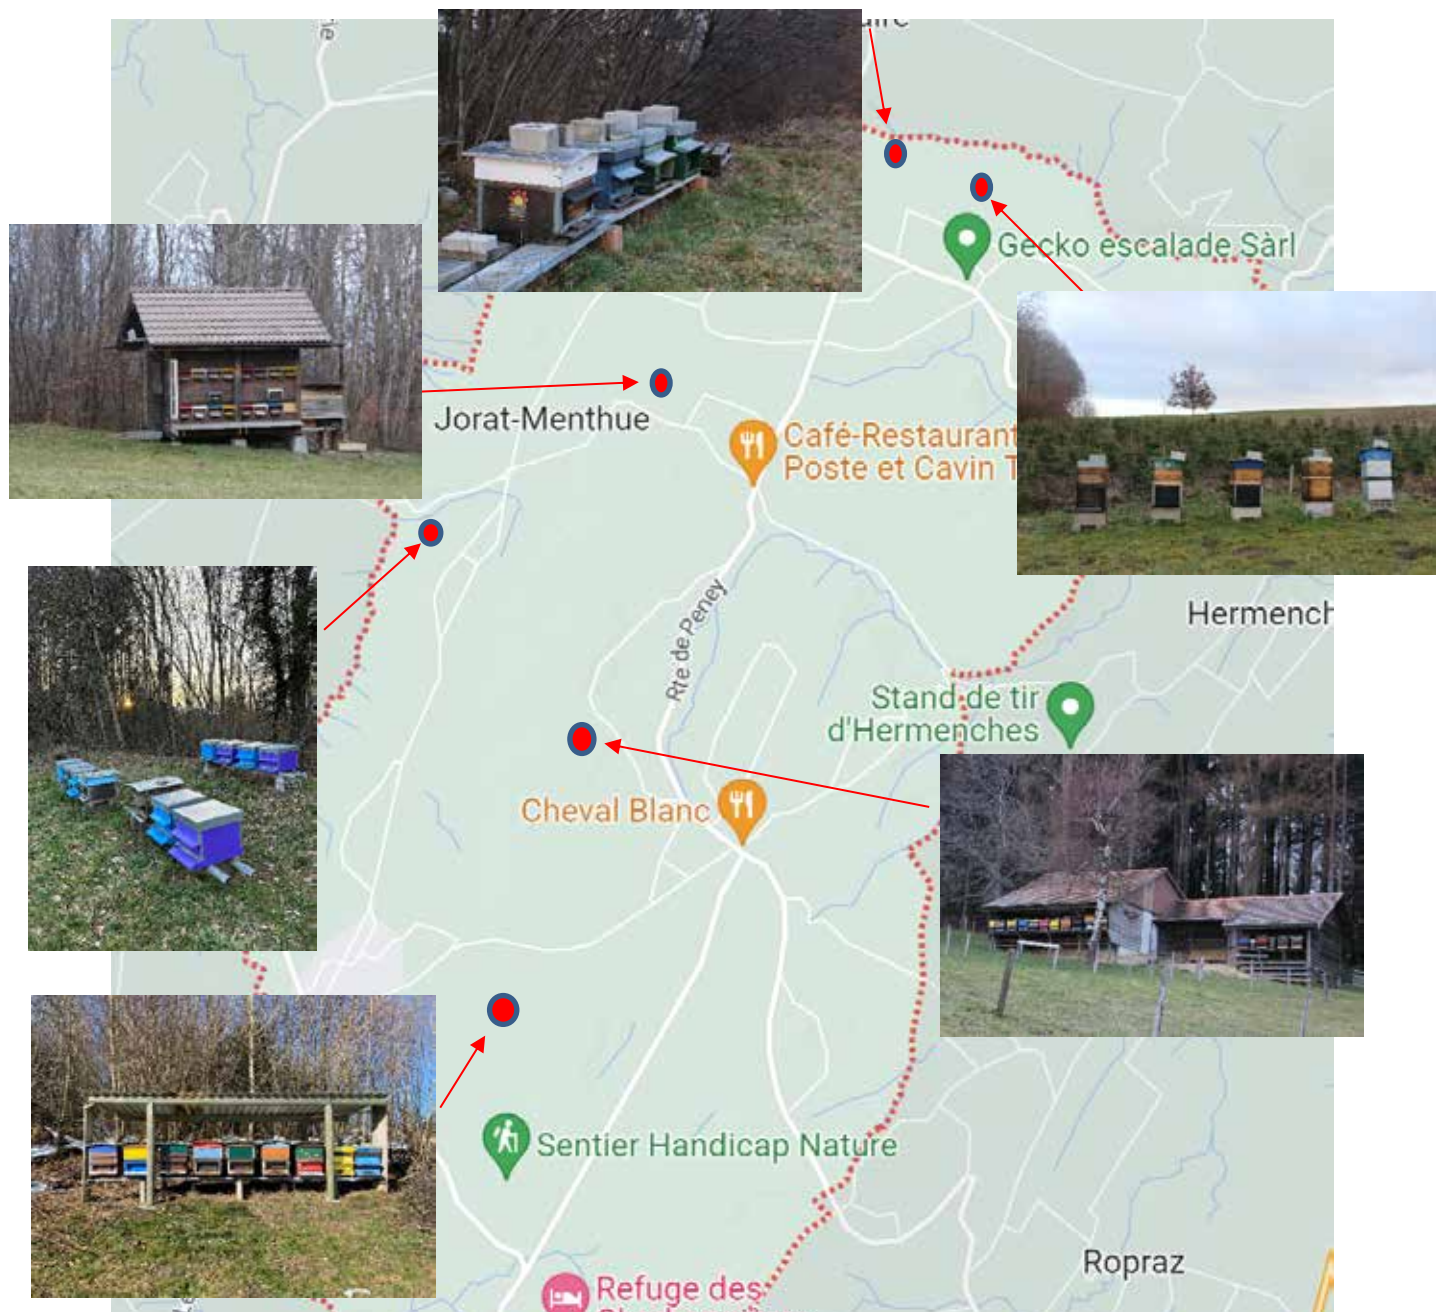 Gecko escalade Sàrl
Jorat-Menthue
Café-Restaurant
Poste et Cavin T
Rte de Peney
Hermench
Stand de tir
d'Hermenches
Cheval Blanc
Sentier Handicap Nature
Ropraz
Refuge des